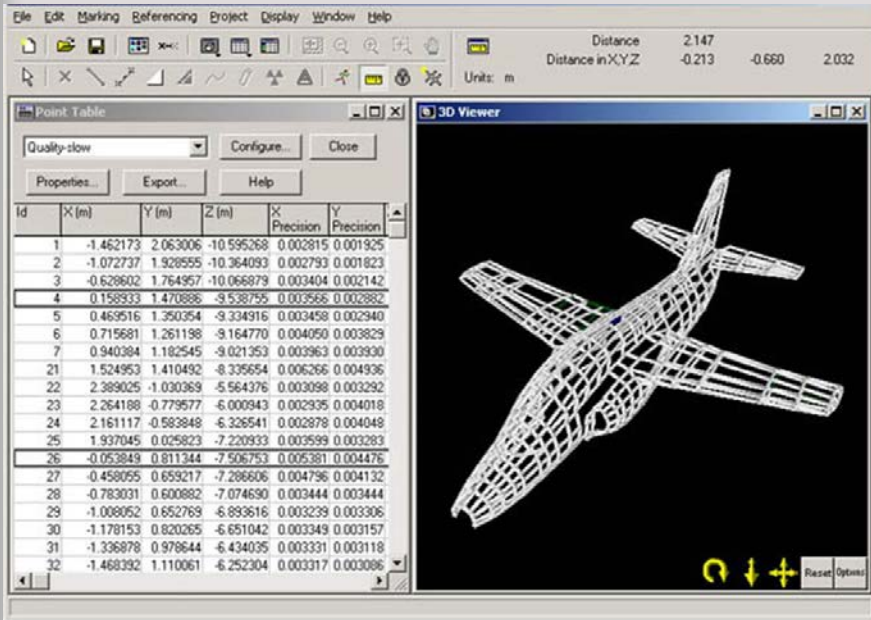 File Edit Marking Referencing Project Display Window Help
Distance 2.147
Distance in X,Y,Z -0.213 -0.660 2.032
Units: m
Point Table
3D Viewer
Quality-slow Configure... Close
Properties... Export... Help
Id X (m) Y (m) Z (m) X Precision Y Precision
1 -1.462173 2.063006 -10.595268 0.002815 0.001925
2 -1.072737 1.928555 -10.364093 0.002793 0.001823
3 -0.628602 1.764957 -10.066879 0.003404 0.002142
4 0.158933 1.470886 -9.538755 0.003566 0.002882
5 0.469516 1.350354 -9.334916 0.003458 0.002940
6 0.715681 1.261198 -9.164770 0.004050 0.003829
7 0.940384 1.182545 -9.021353 0.003963 0.003930
21 1.524953 1.410492 -8.335654 0.006266 0.004936
22 2.389025 -1.030369 -5.564376 0.003098 0.003292
23 2.264188 -0.779577 -6.000943 0.002935 0.004018
24 2.161117 -0.583848 -6.326541 0.002878 0.004048
25 1.937045 0.025823 -7.220933 0.003599 0.003283
26 -0.053849 0.811344 -7.506753 0.005381 0.004476
27 -0.458055 0.659217 -7.286606 0.004796 0.004132
28 -0.783031 0.600882 -7.074690 0.003444 0.003444
29 -1.008052 0.652769 -6.893616 0.003239 0.003306
30 -1.178153 0.820265 -6.651042 0.003349 0.003157
31 -1.336878 0.978644 -6.434035 0.003331 0.003118
32 -1.468392 1.110061 -6.252304 0.003317 0.003086
Reset Options